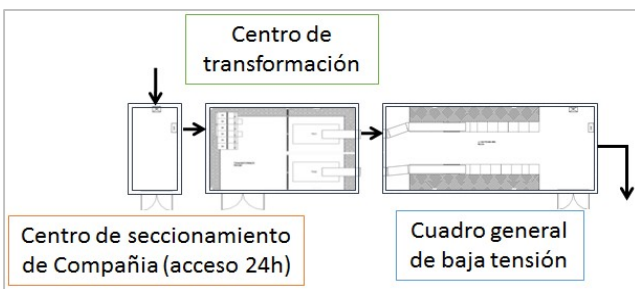 Centro de
transformación
Centro de seccionamiento
de Compañia (acceso 24h)
Cuadro general
de baja tensión